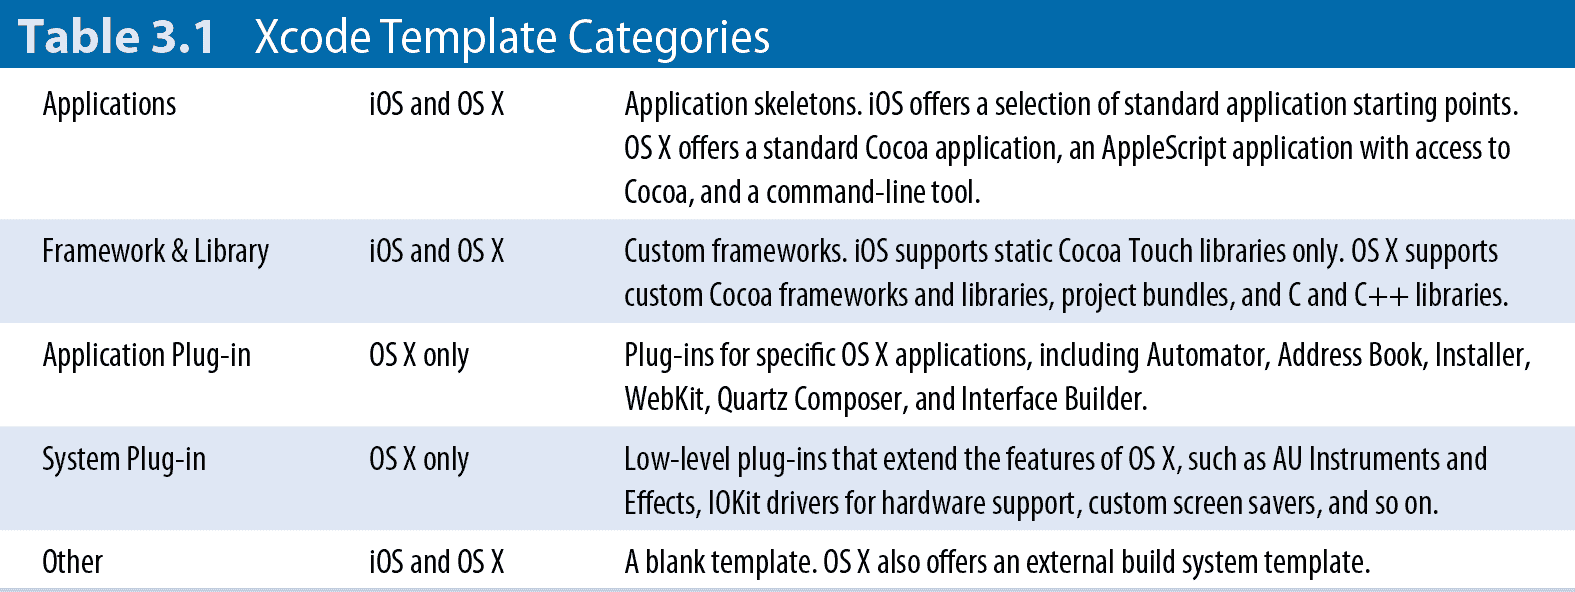 Table 3.1 Xcode Template Categories
Applications iOS and OS X Application skeletons. iOS offers a selection of standard application starting points.
OS X offers a standard Cocoa application, an AppleScript application with access to
Cocoa, and a command-line tool.
Framework & Library iOS and OS X Custom frameworks. iOS supports static Cocoa Touch libraries only. OS X supports
custom Cocoa frameworks and libraries, project bundles, and C and C++ libraries.
Application Plug-in OS X only Plug-ins for specific OS X applications, including Automator, Address Book, Installer,
WebKit, Quartz Composer, and Interface Builder.
System Plug-in OS X only Low-level plug-ins that extend the features of OS X, such as AU Instruments and
Effects, IOKit drivers for hardware support, custom screen savers, and so on.
Other iOS and OS X A blank template. OS X also offers an external build system template.